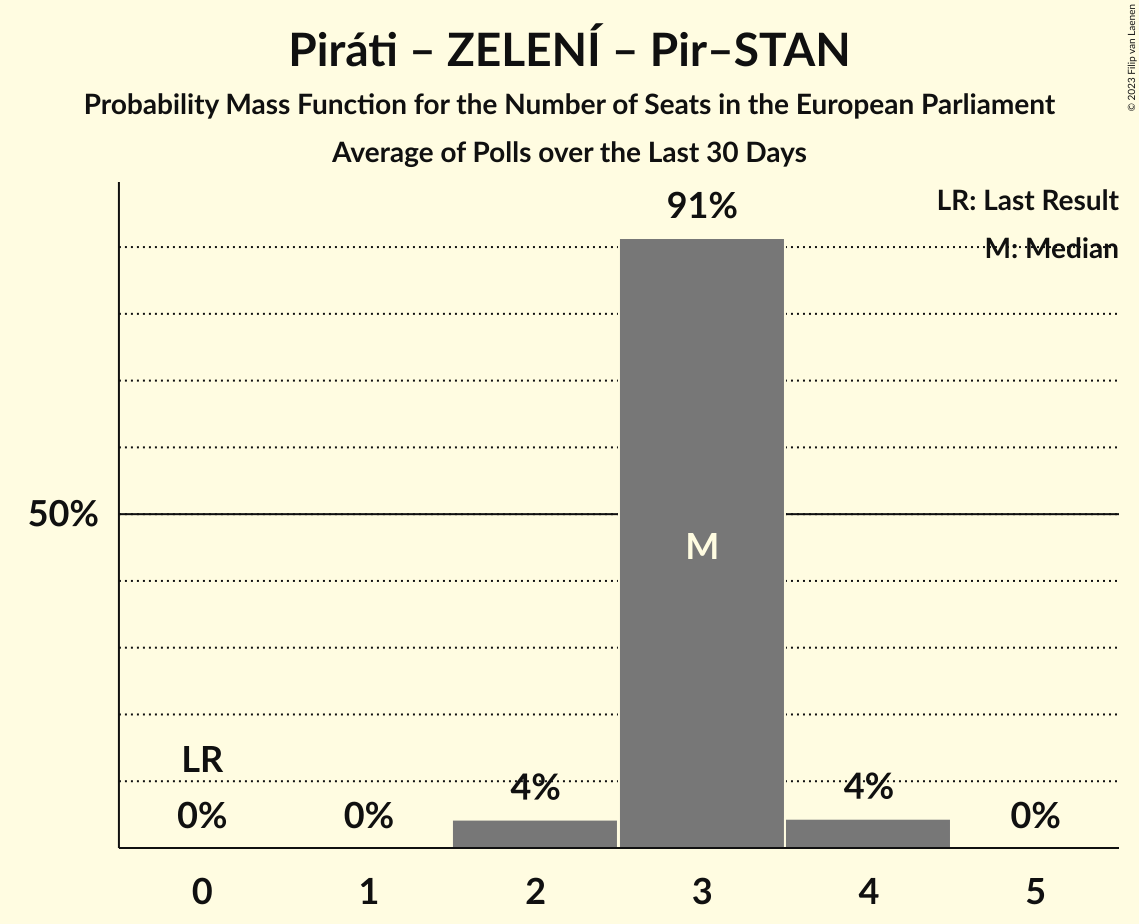 Piráti – ZELENÍ – Pir–STAN
Probability Mass Function for the Number of Seats in the European Parliament
Average of Polls over the Last 30 Days
© 2023 Filip van Laenen
LR: Last Result
M: Median
91%
50%
M
LR
0%
0%
4%
4%
0%
0
1
2
3
4
5